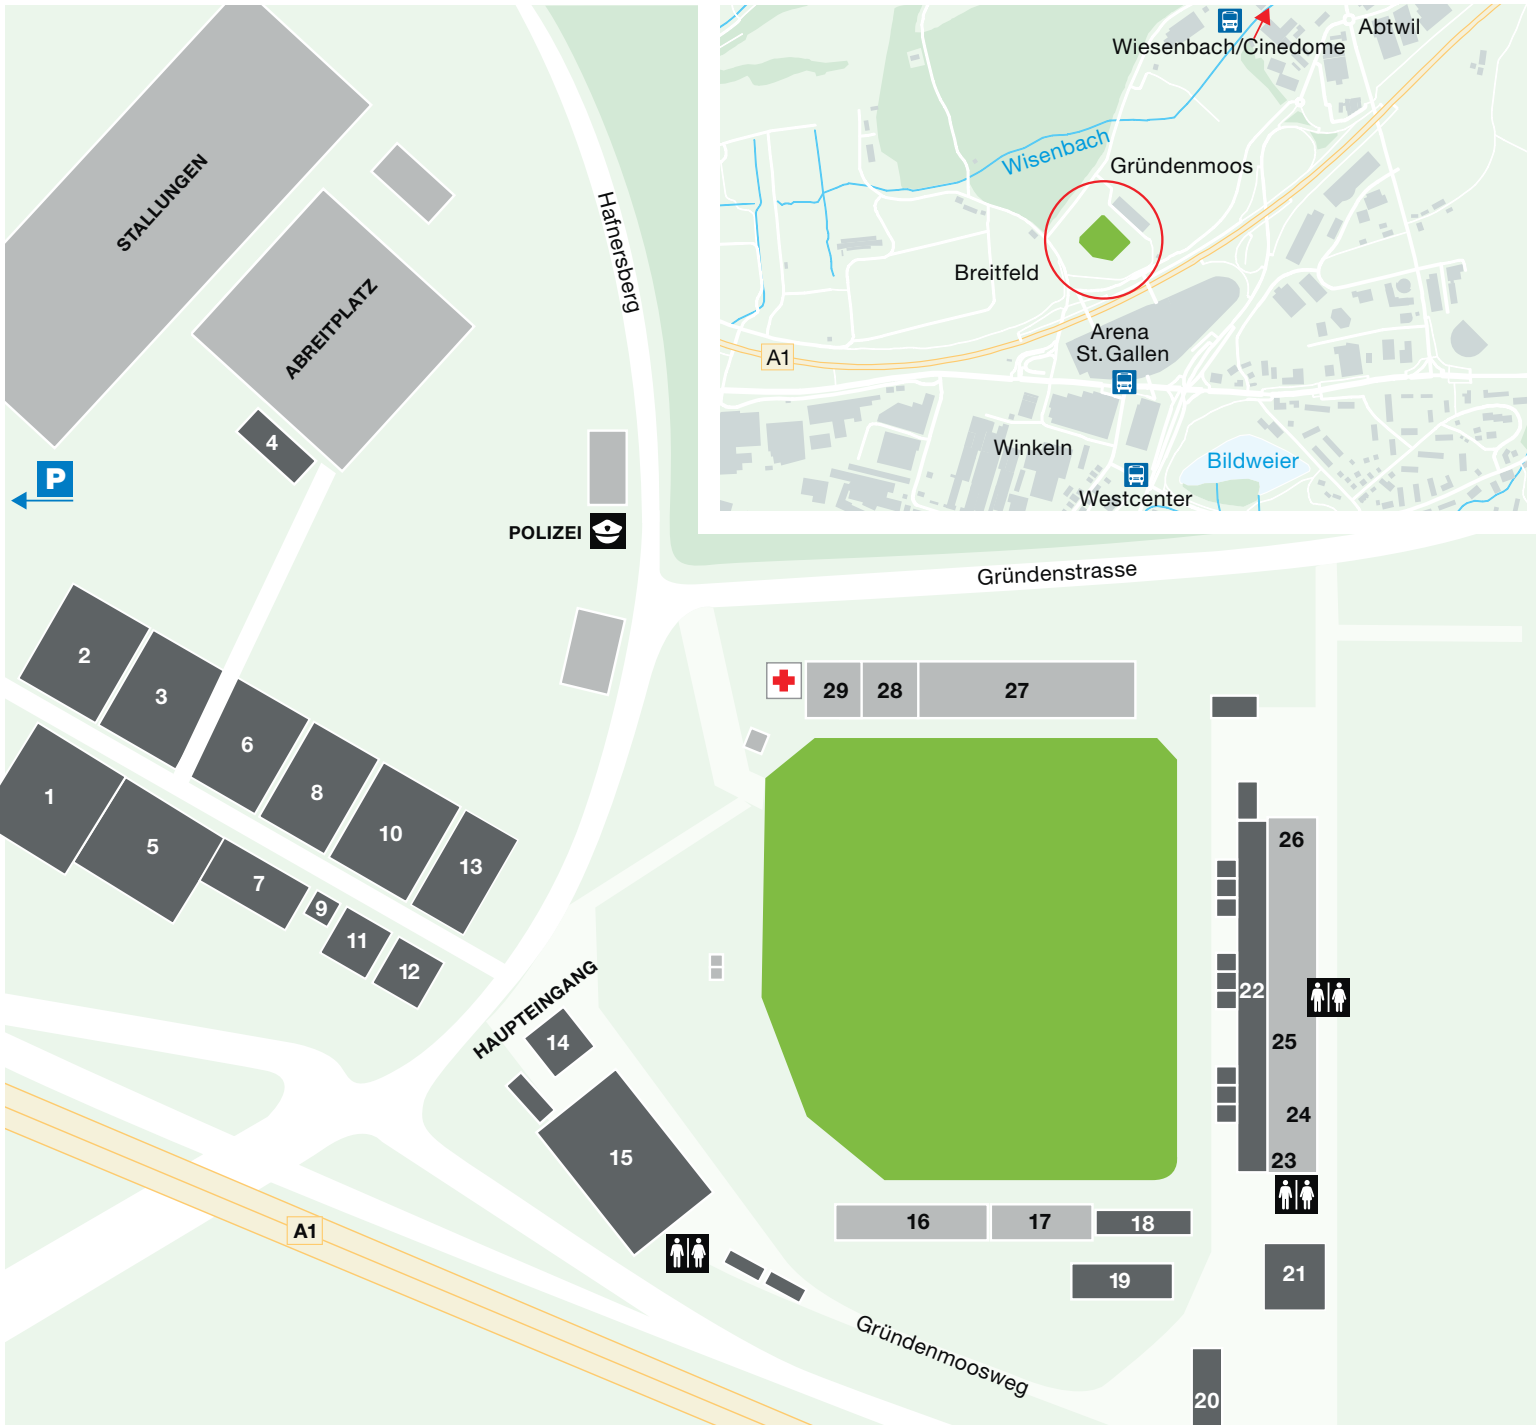 STALLUNGEN
ABREITPLATZ
4
P
Hafnersberg
POLIZEI
Wiesenbach/Cinedome
Abtwil
Wisenbach
Gründenmoos
Breitfeld
A1
Arena
St. Gallen
Winkeln
Bildweier
Westcenter
Gründenstrasse
2
3
6
8
10
13
1
5
7
9
11
12
29
28
27
26
22
25
24
23
HAUPTEINGANG
14
15
16
17
18
19
21
20
A1
Gründenmoosweg